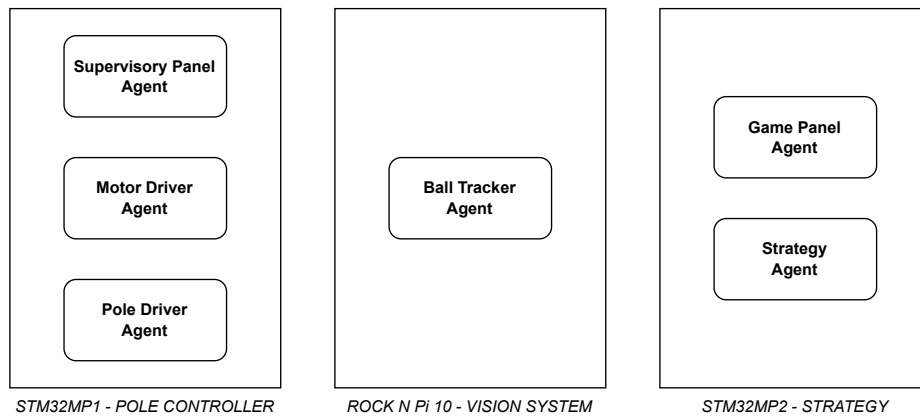 Supervisory Panel
Agent
Motor Driver
Agent
Pole Driver
Agent
STM32MP1 - POLE CONTROLLER
Ball Tracker
Agent
ROCK N Pi 10 - VISION SYSTEM
Game Panel
Agent
Strategy
Agent
STM32MP2 - STRATEGY